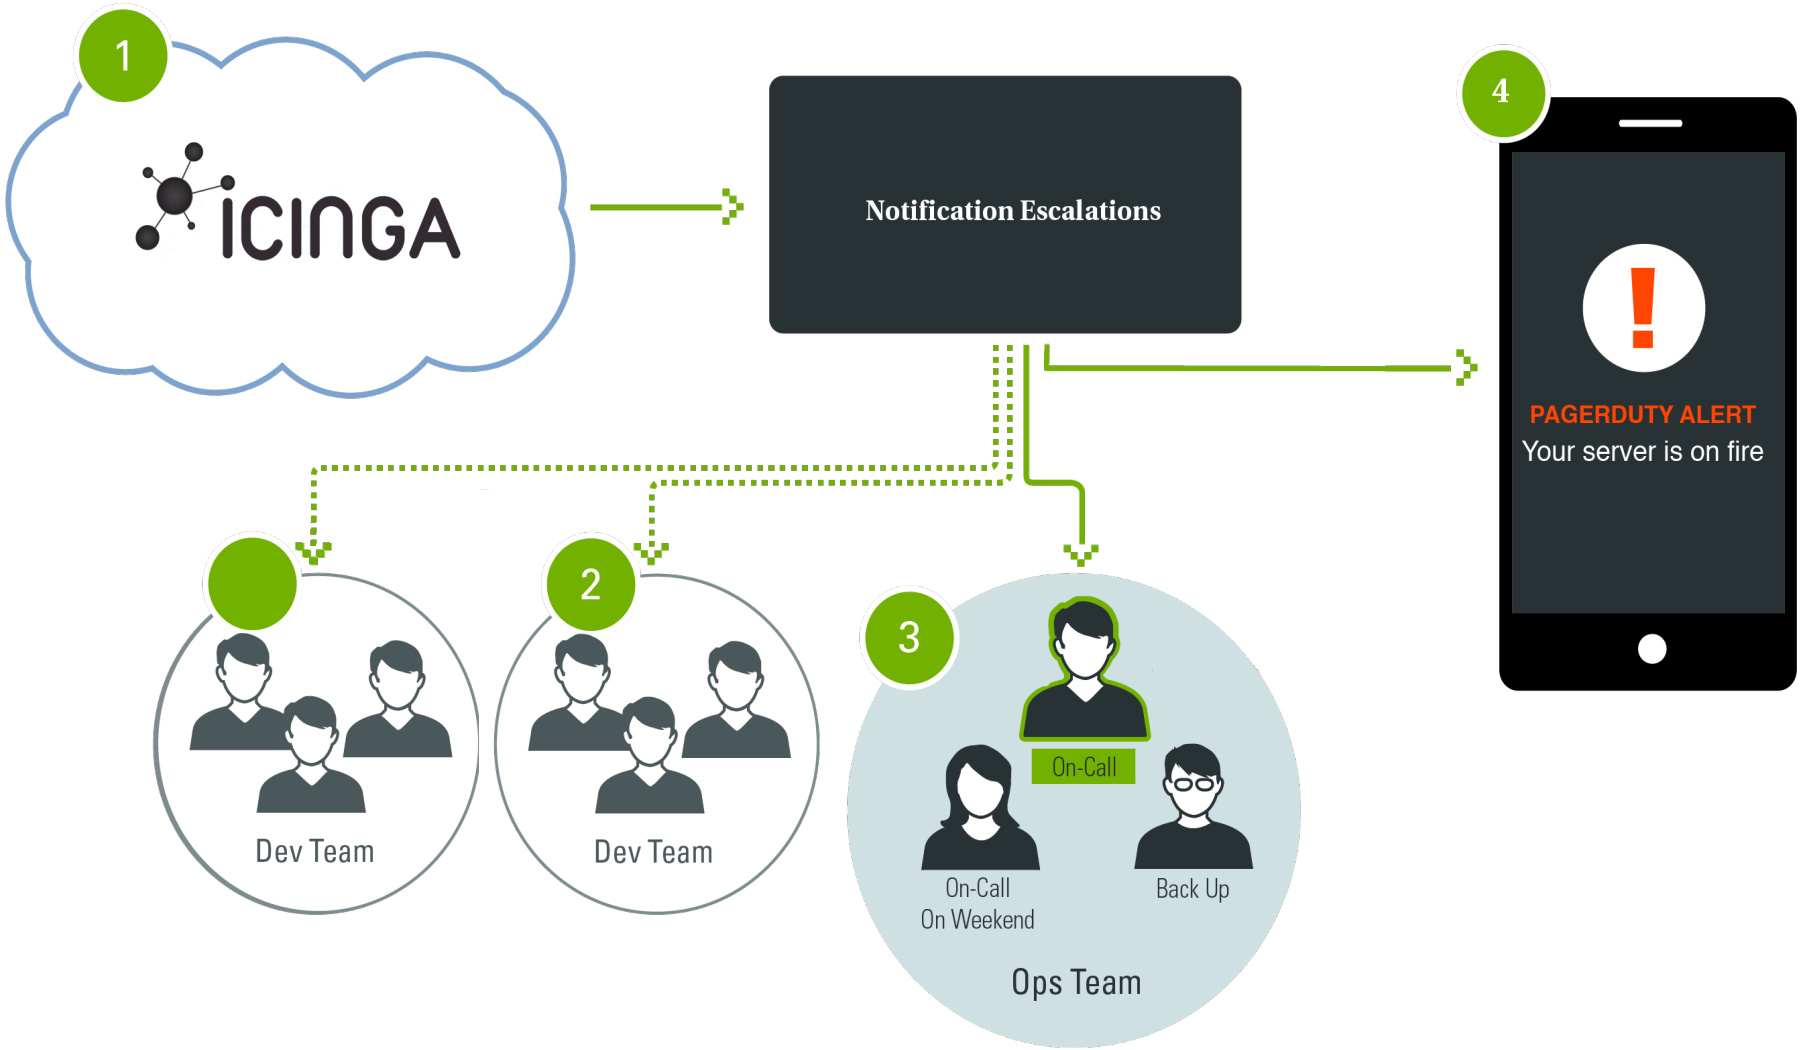 1
ICINGA
Notification Escalations
4
!
PAGERDUTY ALERT
Your server is on fire
2
3
Dev Team
Dev Team
On-Call
On-Call
On Weekend
Back Up
Ops Team